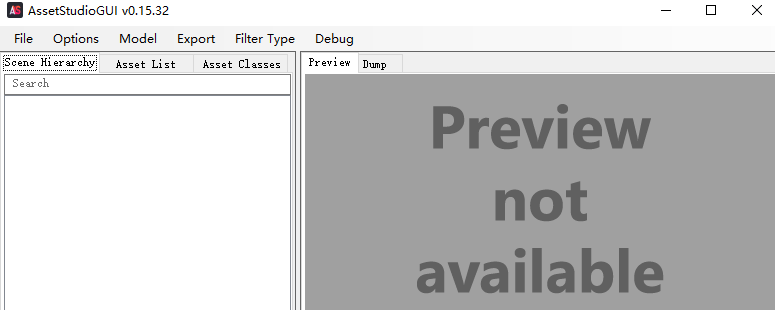 AS AssetStudioGUI v0.15.32
File Options Model Export Filter Type Debug
Scene Hierarchy Asset List Asset Classes Preview Dump
Search
Preview
not
available